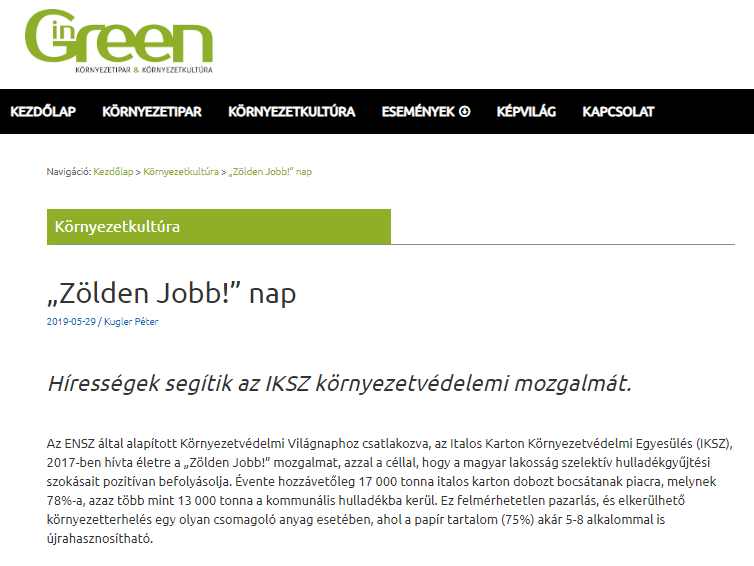 in Green
KÖRNYEZETIPAR & KÖRNYEZETKULTÚRA
KEZDŐLAP KÖRNYEZETIPAR KÖRNYEZETKULTÚRA ESEMÉNYEK KÉPVILÁG KAPCSOLAT
Navigáció: Kezdőlap > Környezetkultúra > „Zölden Jobb!” nap
Környezetkultúra
„Zölden Jobb!” nap
2019-05-29 / Kugler Péter
Hírességek segítik az IKSZ környezetvédelemi mozgalmát.
Az ENSZ által alapított Környezetvédelmi Világnaphoz csatlakozva, az Italos Karton Környezetvédelmi Egyesülés (IKSZ),
2017-ben hívta életre a „Zölden Jobb!” mozgalmat, azzal a céllal, hogy a magyar lakosság szelektív hulladékgyűjtési
szokásait pozitívan befolyásolja. Évente hozzávetőleg 17 000 tonna italos karton dobozt bocsátanak piacra, melynek
78%-a, azaz több mint 13 000 tonna a kommunális hulladékba kerül. Ez felmérhetetlen pazarlás, és elkerülhető
környezetterhelés egy olyan csomagoló anyag esetében, ahol a papír tartalom (75%) akár 5-8 alkalommal is
újrahasznosítható.